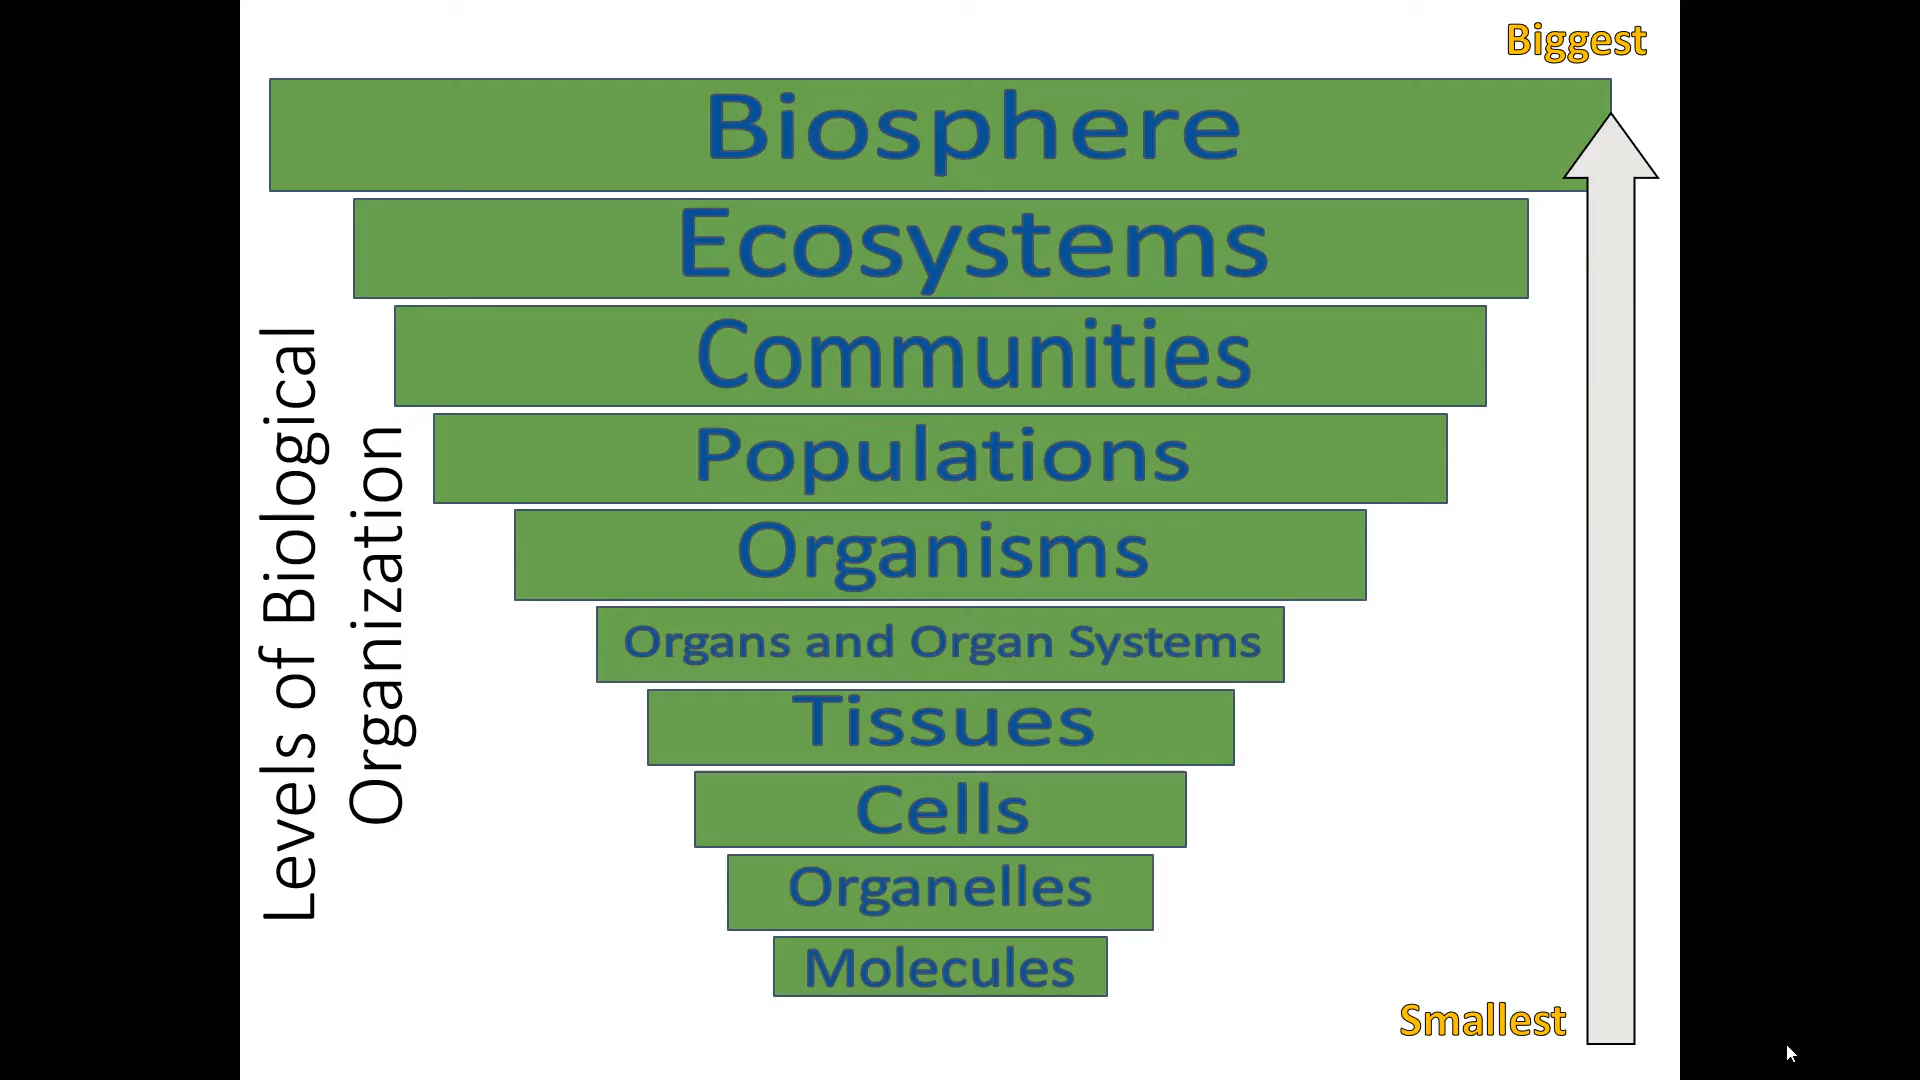 Biggest
Biosphere
Ecosystems
Communities
Populations
Organisms
Organs and Organ Systems
Tissues
Cells
Organelles
Molecules
Smallest
Levels of Biological
Organization